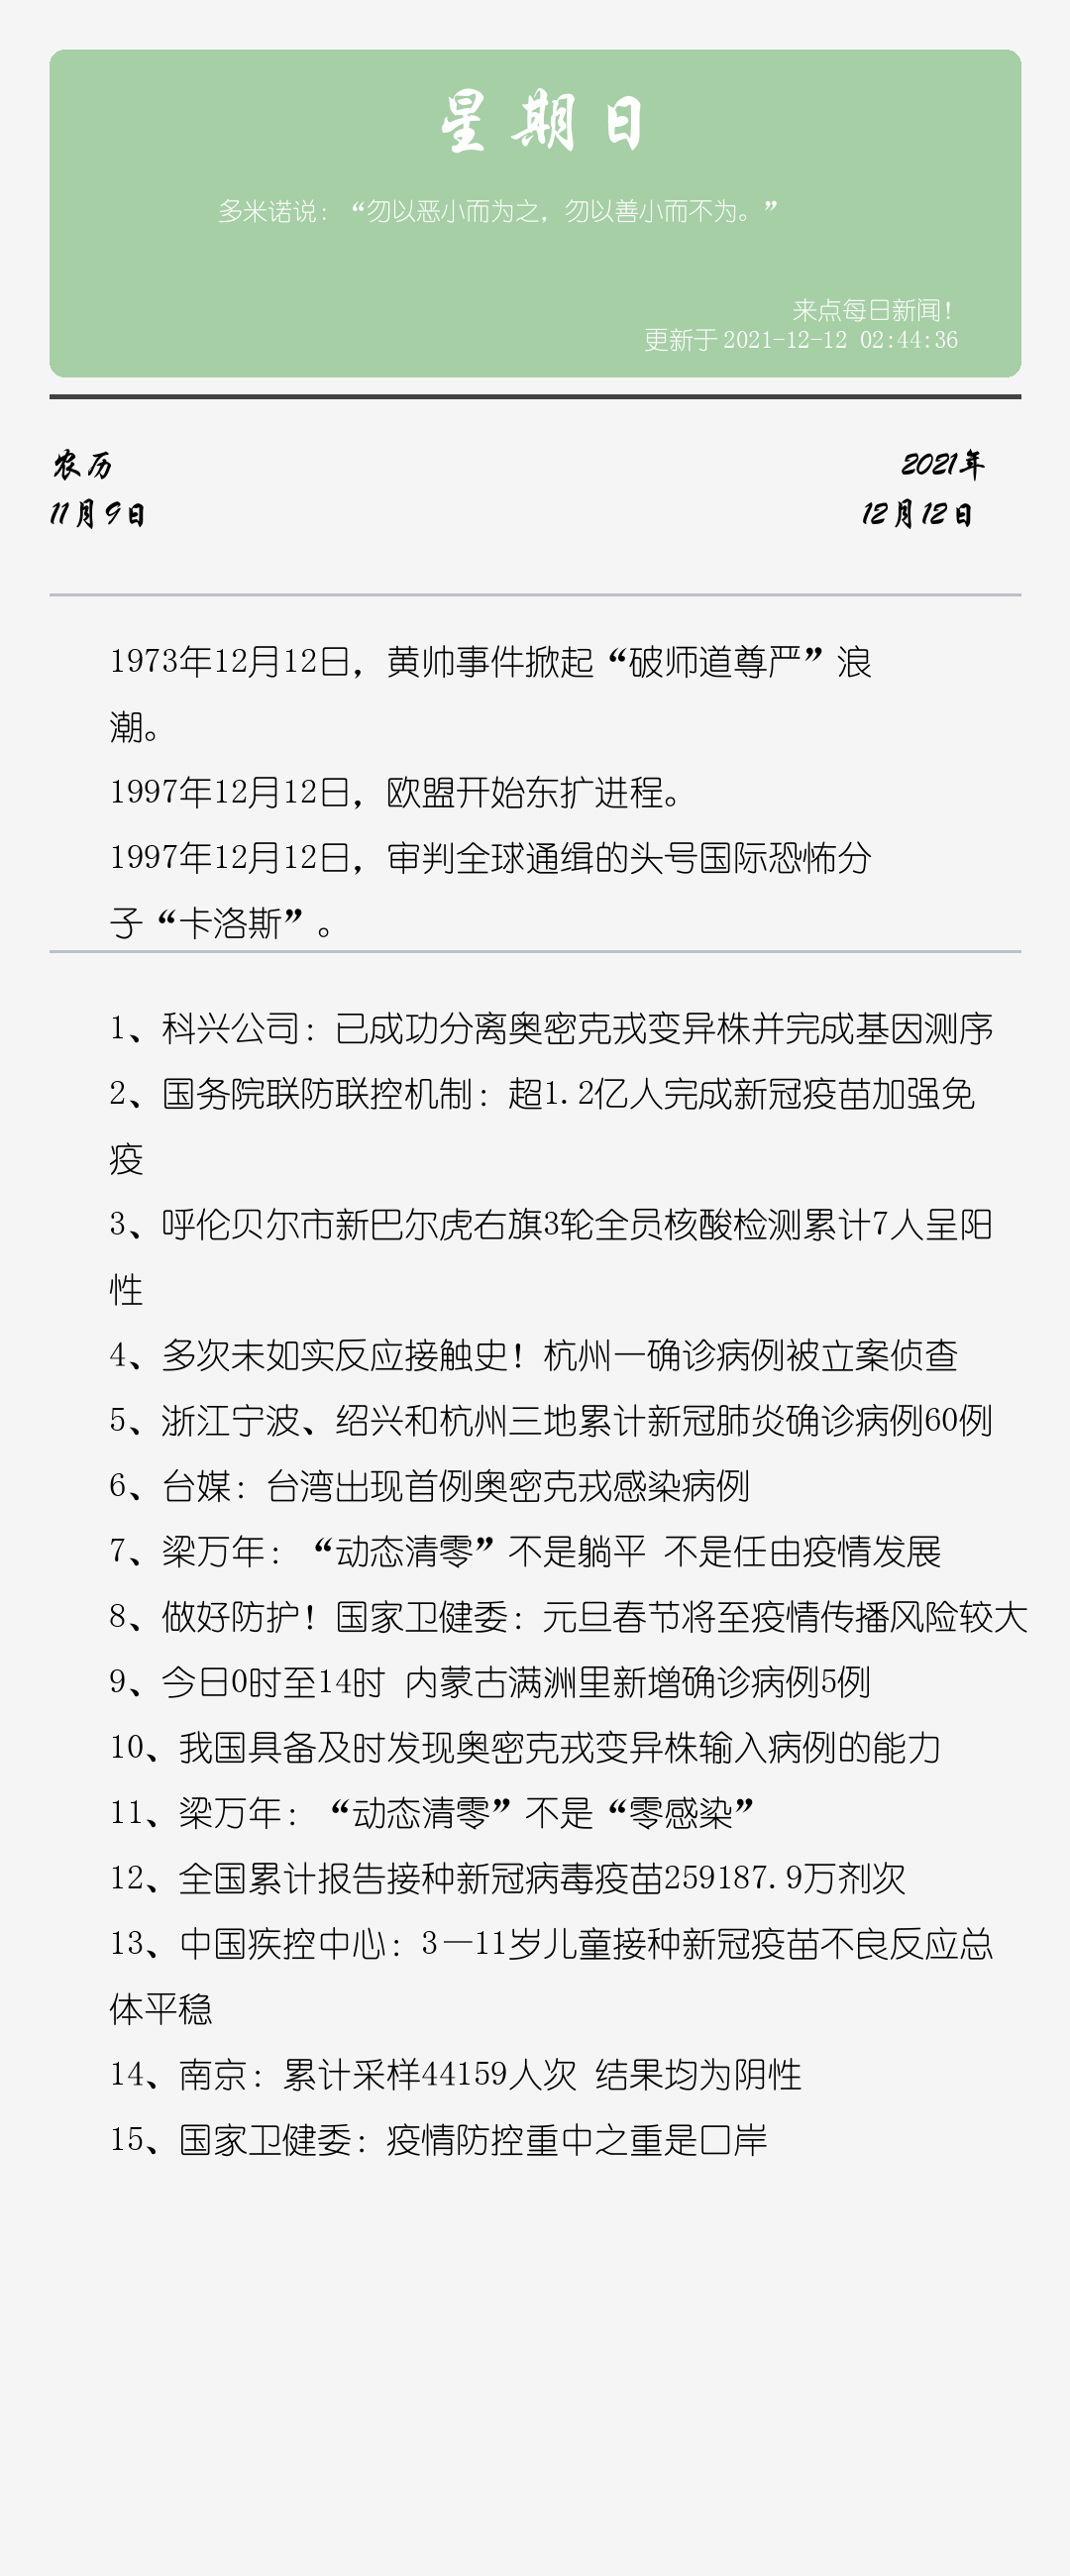 星期日
多米诺说：“勿以恶小而为之，勿以善小而不为。”
来点每日新闻！
更新于 2021-12-12 02:44:36
农历
11月9日
2021年
12月12日
1973年12月12日，黄帅事件掀起“破师道尊严”浪
潮。
1997年12月12日，欧盟开始东扩进程。
1997年12月12日，审判全球通缉的头号国际恐怖分
子“卡洛斯”。
1、科兴公司：已成功分离奥密克戎变异株并完成基因测序
2、国务院联防联控机制：超1.2亿人完成新冠疫苗加强免
疫
3、呼伦贝尔市新巴尔虎右旗3轮全员核酸检测累计7人呈阳
性
4、多次未如实反应接触史！杭州一确诊病例被立案侦查
5、浙江宁波、绍兴和杭州三地累计新冠肺炎确诊病例60例
6、台媒：台湾出现首例奥密克戎感染病例
7、梁万年：“动态清零”不是躺平 不是任由疫情发展
8、做好防护！国家卫健委：元旦春节将至疫情传播风险较大
9、今日0时至14时 内蒙古满洲里新增确诊病例5例
10、我国具备及时发现奥密克戎变异株输入病例的能力
11、梁万年：“动态清零”不是“零感染”
12、全国累计报告接种新冠病毒疫苗259187.9万剂次
13、中国疾控中心：3—11岁儿童接种新冠疫苗不良反应总
体平稳
14、南京：累计采样44159人次 结果均为阴性
15、国家卫健委：疫情防控重中之重是口岸